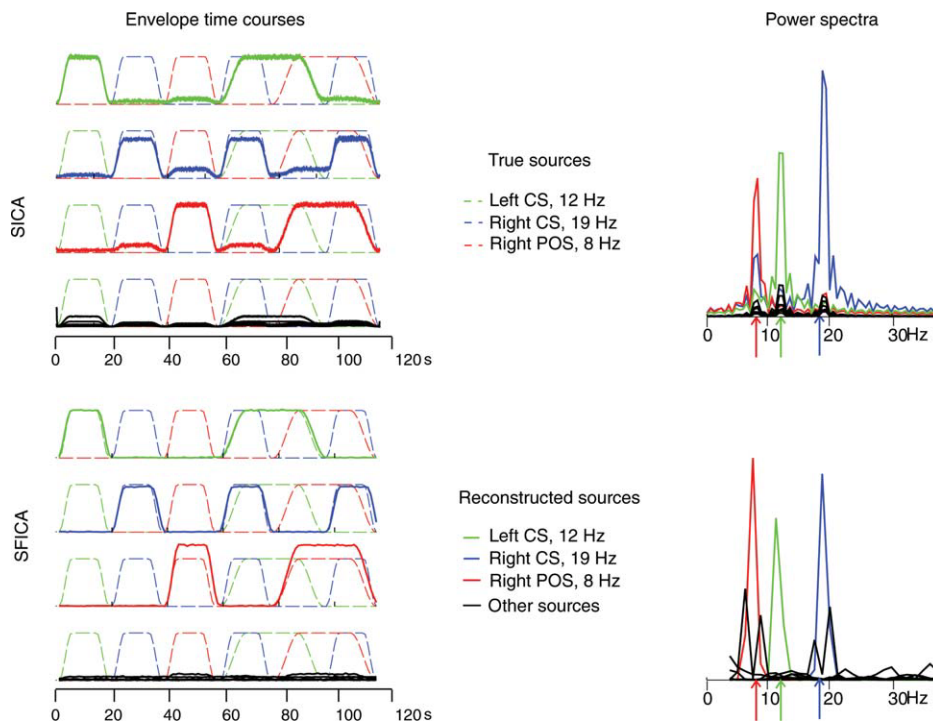 Envelope time courses
Power spectra
SICA
True sources
Left CS, 12 Hz
Right CS, 19 Hz
Right POS, 8 Hz
0 20 40 60 80 100 120 s
0 10 20 30Hz
SFICA
Reconstructed sources
Left CS, 12 Hz
Right CS, 19 Hz
Right POS, 8 Hz
Other sources
0 20 40 60 80 100 120 s
0 10 20 30Hz